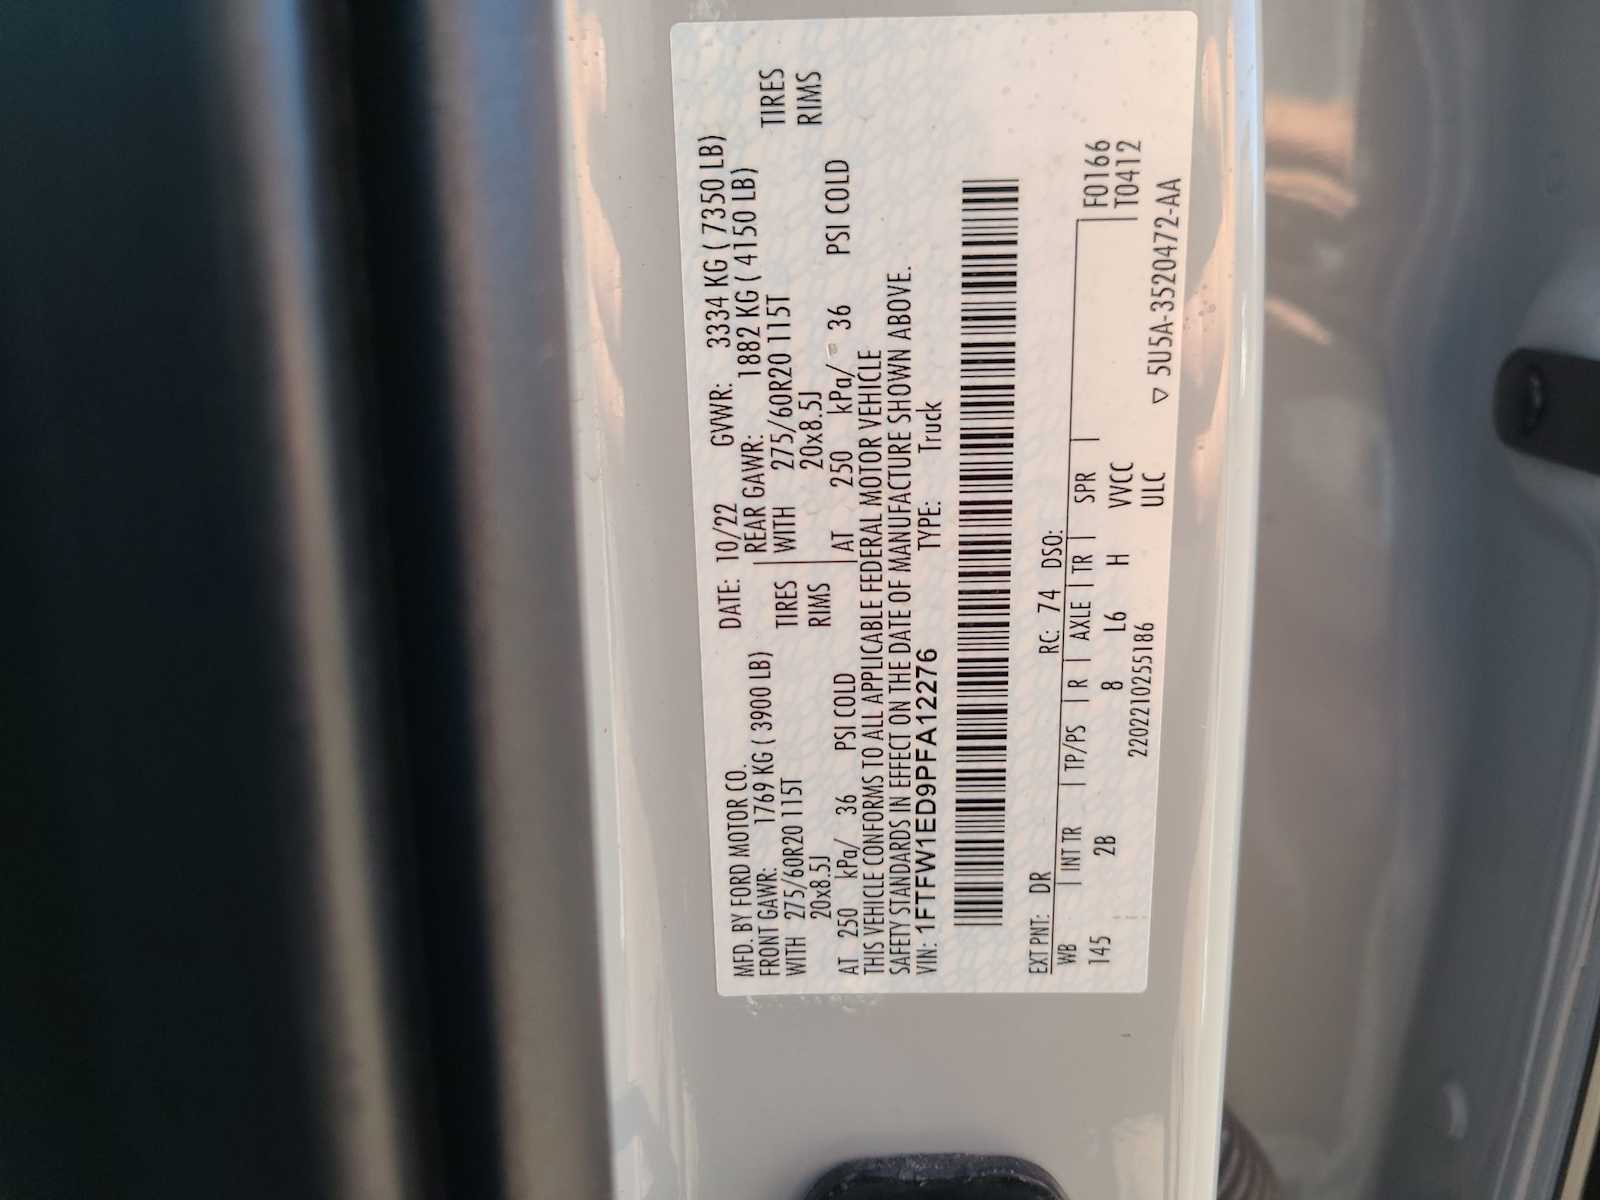 MFD. BY FORD MOTOR CO. DATE: 10/22 GVWR: 3334 KG ( 7350 LB)
FRONT GAWR: 1769 KG ( 3900 LB) REAR GAWR: 1882 KG ( 4150 LB)
WITH 275/60R20 115T TIRES WITH 275/60R20 115T TIRES
20x8.5J RIMS 20x8.5J RIMS
AT 250 kPa/ 36 PSI COLD AT 250 kPa/ 36 PSI COLD
THIS VEHICLE CONFORMS TO ALL APPLICABLE FEDERAL MOTOR VEHICLE
SAFETY STANDARDS IN EFFECT ON THE DATE OF MANUFACTURE SHOWN ABOVE.
VIN: 1FTFW1ED9PFA12276 TYPE: Truck
EXT PNT: DR RC: 74 DSO:
WB INT TR TP/PS R AXLE TR SPR F0166
145 2B 8 L6 H VVCC T0412
2202210255186 ULC
▽ 5U5A-3520472-AA